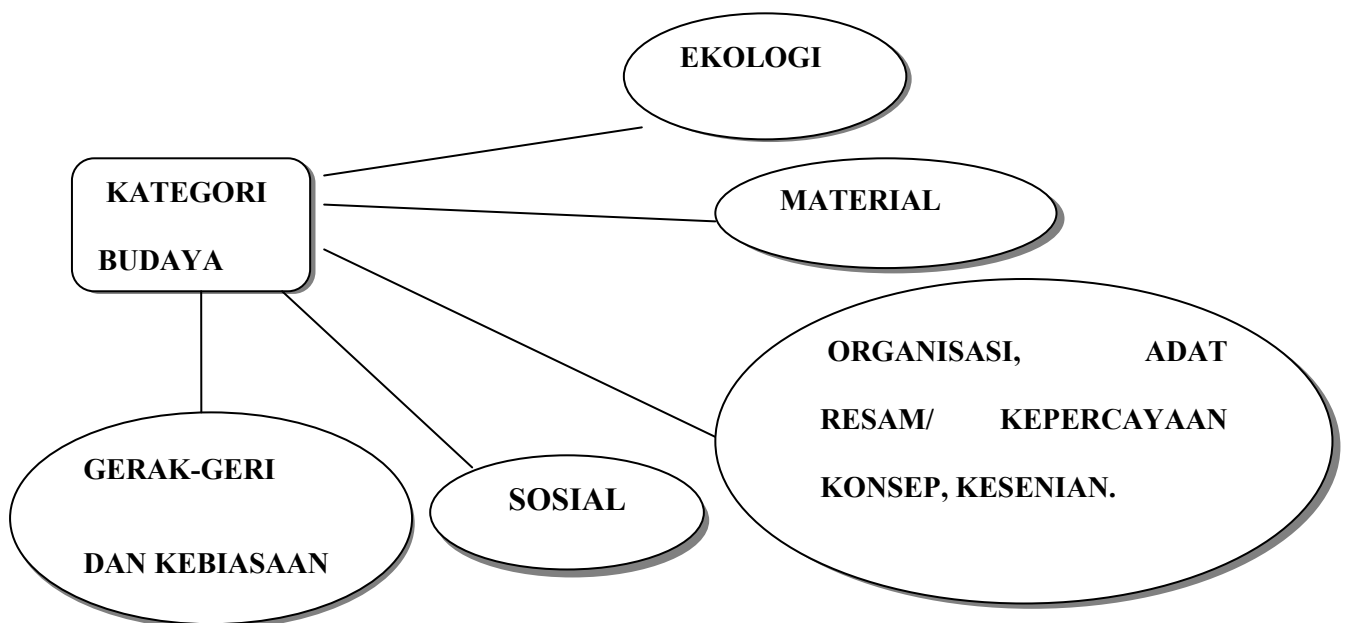 EKOLOGI
KATEGORI
BUDAYA
MATERIAL
ORGANISASI, ADAT
RESAM/ KEPERCAYAAN
KONSEP, KESENIAN.
GERAK-GERI
DAN KEBIASAAN
SOSIAL